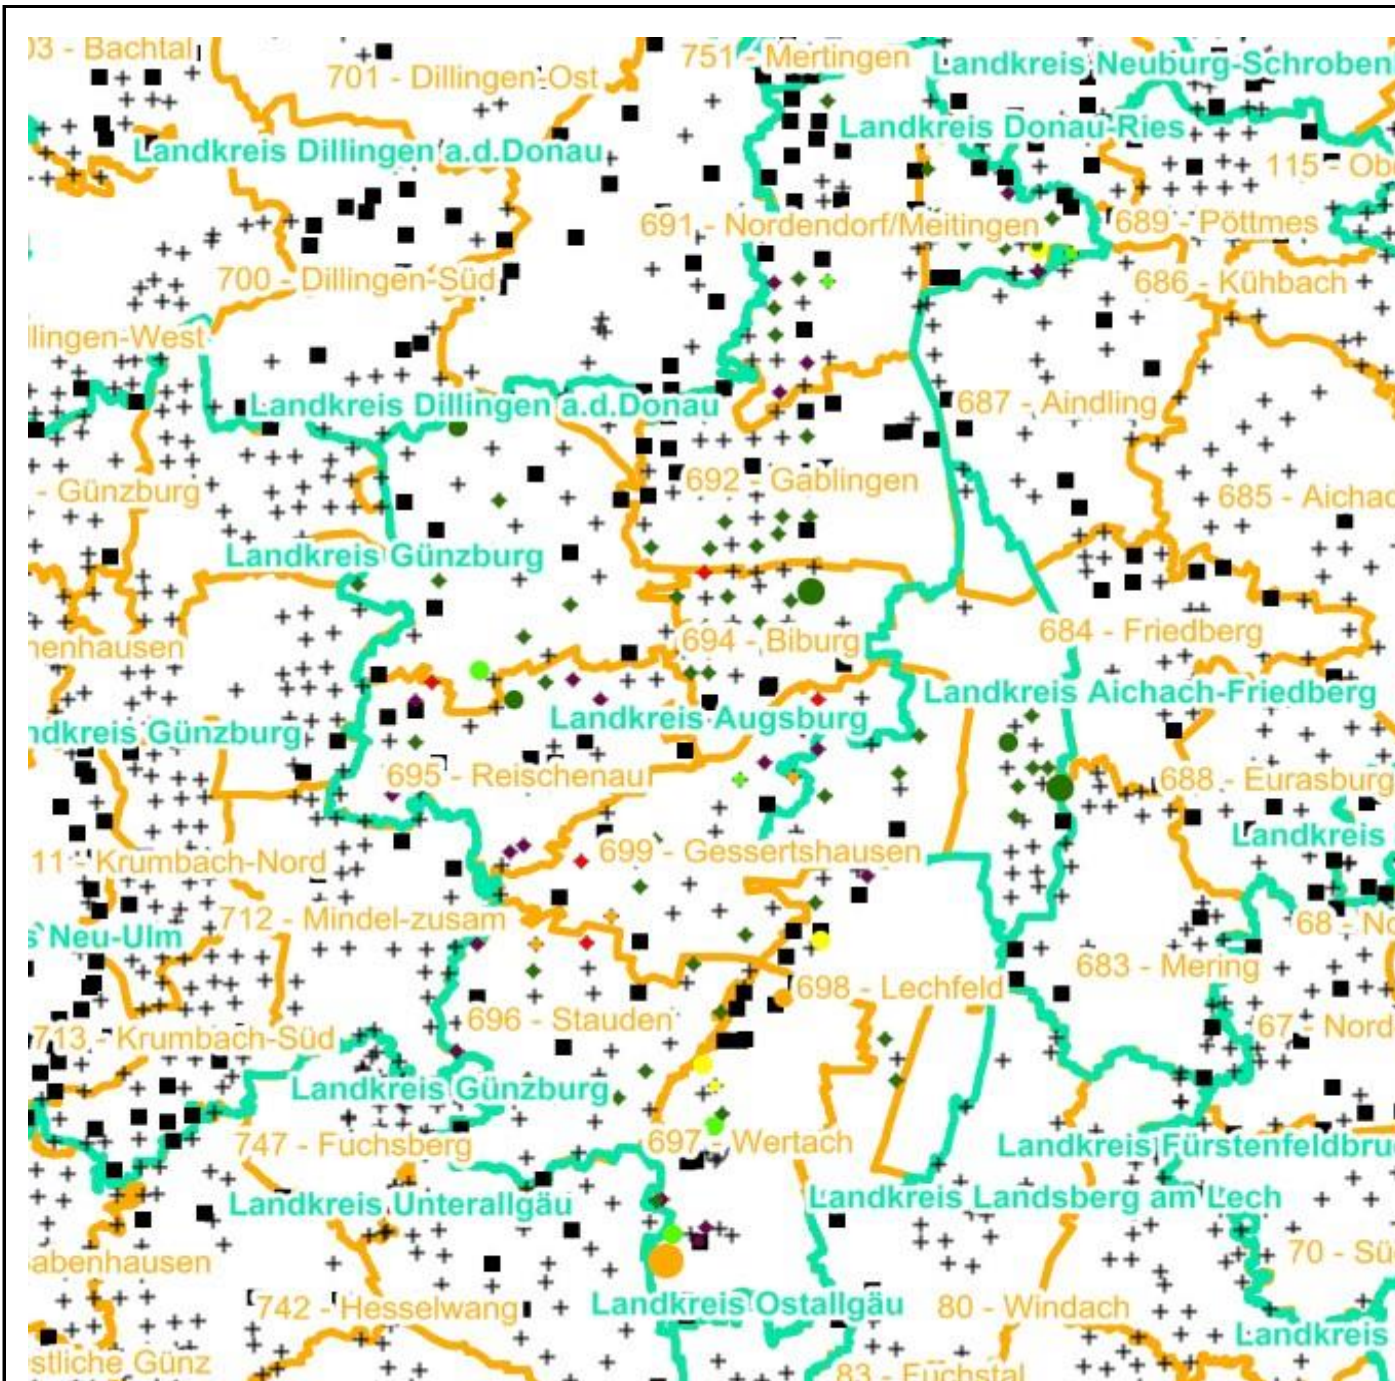 03 - Bachtal
701 - Dillingen-Ost
751 - Mertingen
Landkreis Neuburg-Schroben
Landkreis Donau-Ries
Landkreis Dillingen a.d.Donau
115 - Ob
691 - Nordendorf/Meitingen
689 - Pöttmes
700 - Dillingen-Süd
686 - Kühbach
llingen-West
Landkreis Dillingen a.d.Donau
687 - Aindling
- Günzburg
692 - Gablingen
685 - Aichac
Landkreis Günzburg
nenhausen
694 - Biburg
684 - Friedberg
Landkreis Aichach-Friedberg
ndkreis Günzburg
Landkreis Augsburg
695 - Reischenau
688 - Eurasburg
Landkreis
11 - Krumbach-Nord
699 - Gessertshausen
712 - Mindel-zusam
68 - No
s Neu-Ulm
683 - Mering
698 - Lechfeld
713 - Krumbach-Süd
696 - Stauden
67 - Nord
Landkreis Günzburg
747 - Fuchsberg
697 - Wertach
Landkreis Fürstenfeldbru
Landkreis Unterallgäu
Landkreis Landsberg am Lech
abenhausen
70 - Sü
742 - Hesselwang
Landkreis Ostallgäu
80 - Windach
Landkreis
stliche Günz
83 - Fuchstal